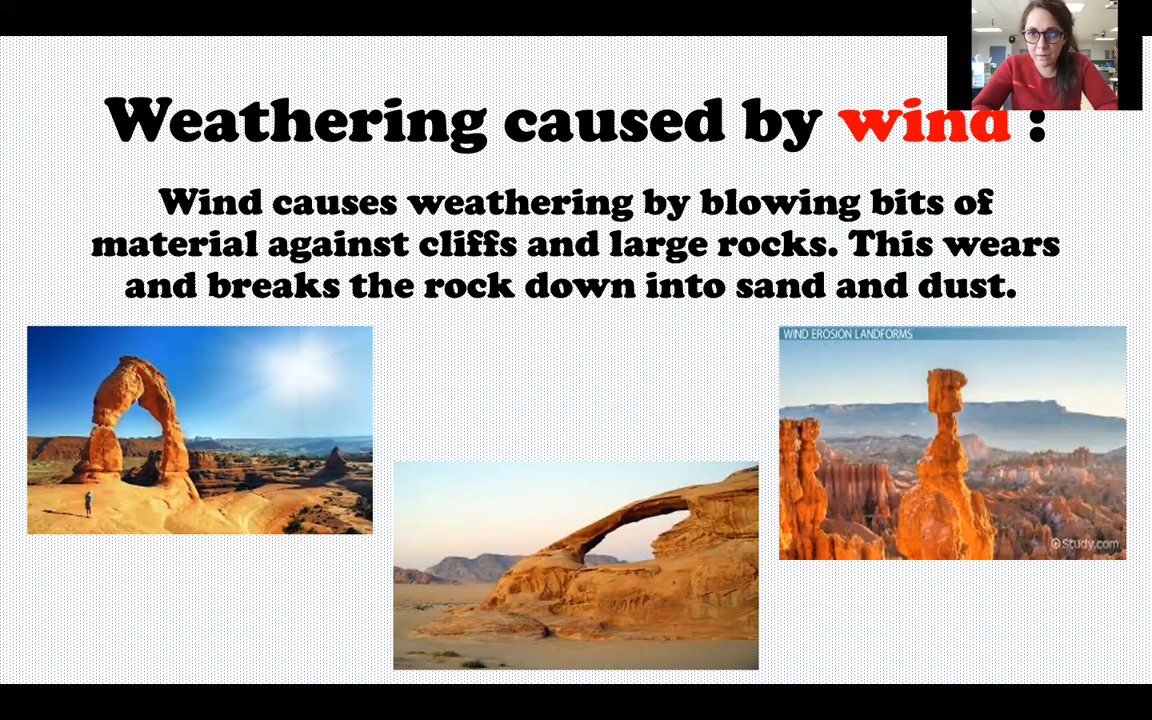 Weathering caused by wind :
Wind causes weathering by blowing bits of
material against cliffs and large rocks. This wears
and breaks the rock down into sand and dust.
WIND EROSION LANDFORMS
Study.com